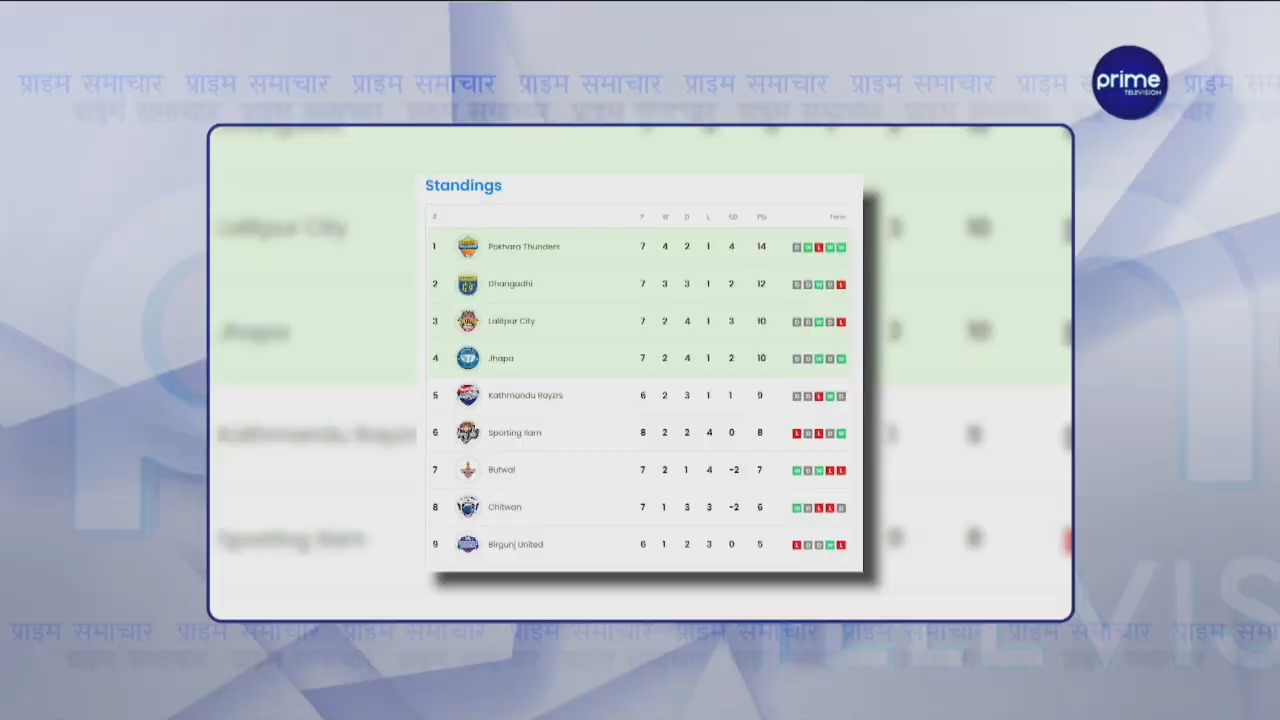 प्राइम समाचार प्राइम समाचार प्राइम समाचार प्राइम समाचार प्राइम समाचार प्राइम समाचार प्राइम समाचार
prime
TELEVISION
Standings
# P W D L GD Pts Form
1 Pokhara Thunders 7 4 2 1 4 14 D W L W W
2 Dhangadhi 7 3 3 1 2 12 D D W D L
3 Lalitpur City 7 2 4 1 3 10 D D W D L
4 Jhapa 7 2 4 1 2 10 D D W D W
5 Kathmandu Rayzrs 6 2 3 1 1 9 D D L W D
6 Sporting Ilam 8 2 2 4 0 8 L D L D W
7 Butwal 7 2 1 4 -2 7 W D W L L
8 Chitwan 7 1 3 3 -2 6 W D L L D
9 Birgunj United 6 1 2 3 0 5 L D D W L
प्राइम समाचार प्राइम समाचार प्राइम समाचार प्राइम समाचार प्राइम समाचार प्राइम समाचार प्राइम समाचार